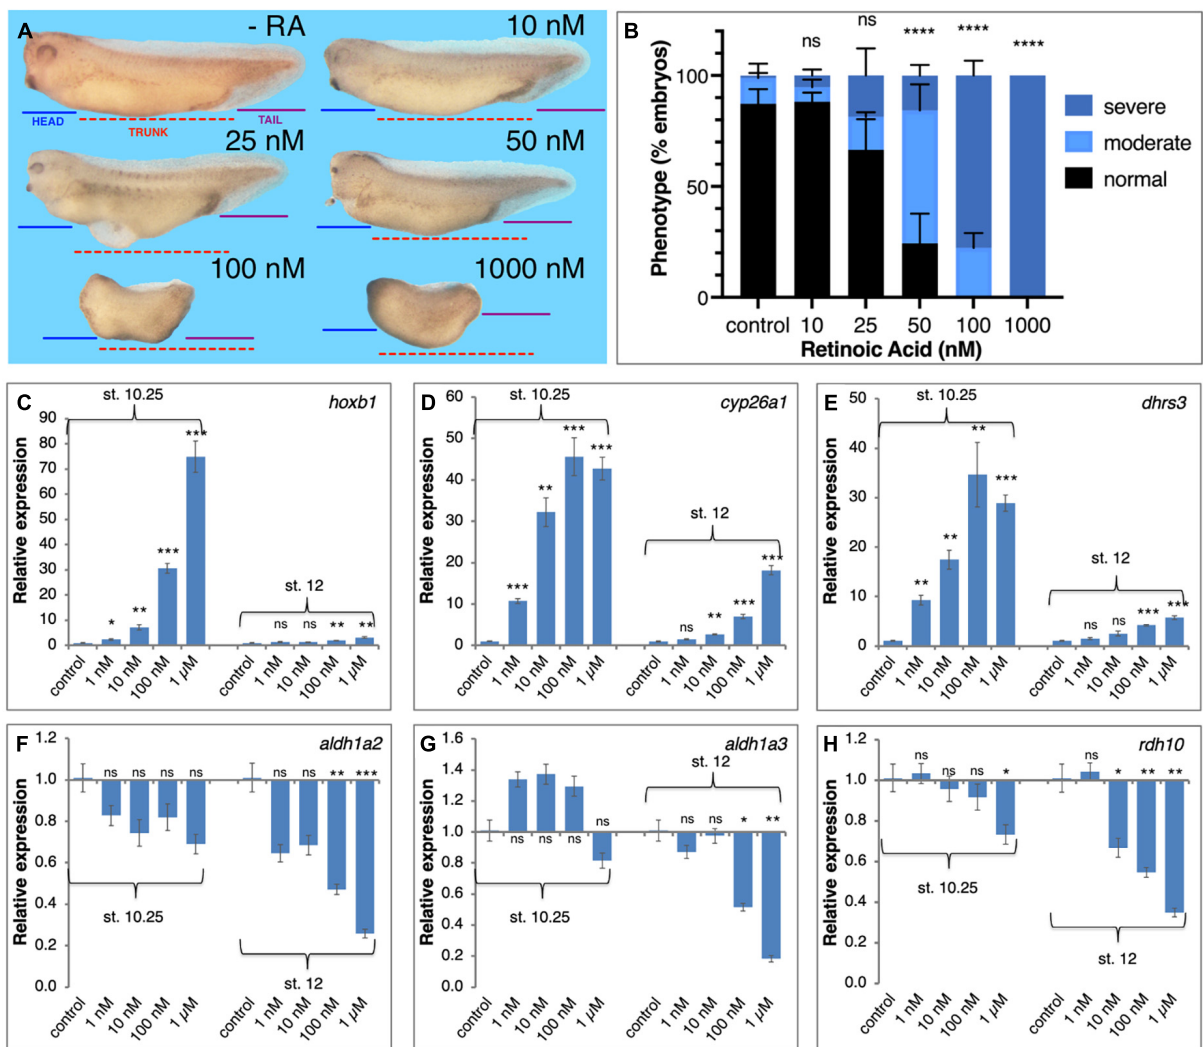 A
- RA
10 nM
HEAD
TRUNK
TAIL
25 nM
50 nM
100 nM
1000 nM
B
Phenotype (% embryos)
100
50
0
ns
ns
****
****
****
control
10
25
50
100
1000
Retinoic Acid (nM)
severe
moderate
normal
C
st. 10.25
hoxb1
Relative expression
90
80
70
60
50
40
30
20
10
0
*
**
***
***
st. 12
ns
ns
**
**
control
1 nM
10 nM
100 nM
1 µM
control
1 nM
10 nM
100 nM
1 µM
D
st. 10.25
cyp26a1
Relative expression
60
50
40
30
20
10
0
***
**
***
***
st. 12
ns
**
***
***
control
1 nM
10 nM
100 nM
1 µM
control
1 nM
10 nM
100 nM
1 µM
E
st. 10.25
dhrs3
Relative expression
50
40
30
20
10
0
**
**
**
***
st. 12
ns
ns
***
***
control
1 nM
10 nM
100 nM
1 µM
control
1 nM
10 nM
100 nM
1 µM
F
aldh1a2
Relative expression
1.2
1.0
0.8
0.6
0.4
0.2
0.0
ns
ns
ns
ns
ns
ns
**
***
st. 10.25
st. 12
control
1 nM
10 nM
100 nM
1 µM
control
1 nM
10 nM
100 nM
1 µM
G
aldh1a3
Relative expression
1.6
1.4
1.2
1.0
0.8
0.6
0.4
0.2
0.0
st. 12
ns
ns
ns
ns
ns
ns
*
**
st. 10.25
control
1 nM
10 nM
100 nM
1 µM
control
1 nM
10 nM
100 nM
1 µM
H
rdh10
Relative expression
1.2
1.0
0.8
0.6
0.4
0.2
0.0
ns
ns
ns
*
ns
*
**
**
st. 10.25
st. 12
control
1 nM
10 nM
100 nM
1 µM
control
1 nM
10 nM
100 nM
1 µM